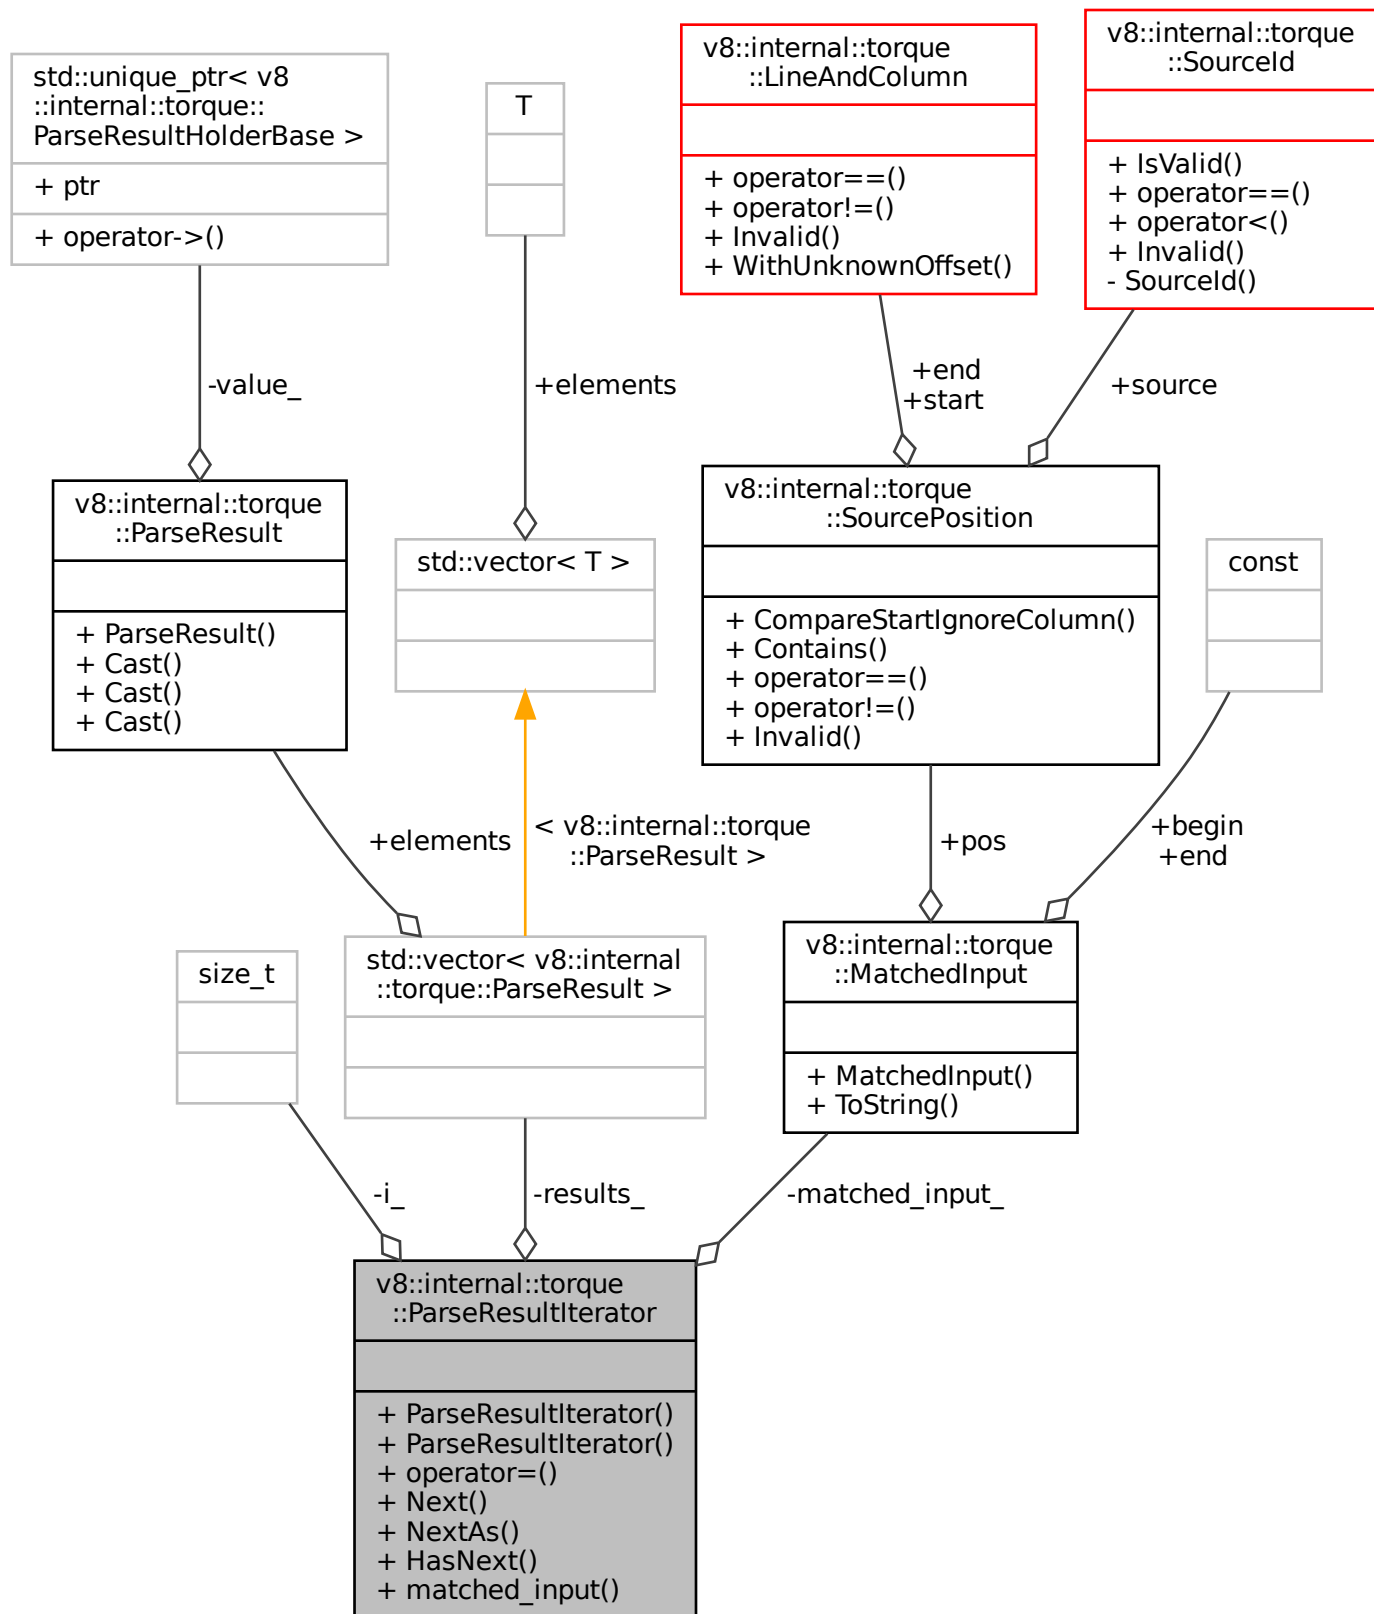 v8::internal::torque
::LineAndColumn
+ operator==()
+ operator!=()
+ Invalid()
+ WithUnknownOffset()
v8::internal::torque
::SourceId
+ IsValid()
+ operator==()
+ operator<()
+ Invalid()
- SourceId()
std::unique_ptr< v8
::internal::torque::
ParseResultHolderBase >
+ ptr
+ operator->()
T
-value_
+elements
+end
+start
+source
v8::internal::torque
::ParseResult
+ ParseResult()
+ Cast()
+ Cast()
+ Cast()
std::vector< T >
v8::internal::torque
::SourcePosition
+ CompareStartIgnoreColumn()
+ Contains()
+ operator==()
+ operator!=()
+ Invalid()
const
+elements
< v8::internal::torque
::ParseResult >
+pos
+begin
+end
size_t
std::vector< v8::internal
::torque::ParseResult >
v8::internal::torque
::MatchedInput
+ MatchedInput()
+ ToString()
-i_
-results_
-matched_input_
v8::internal::torque
::ParseResultIterator
+ ParseResultIterator()
+ ParseResultIterator()
+ operator=()
+ Next()
+ NextAs()
+ HasNext()
+ matched_input()